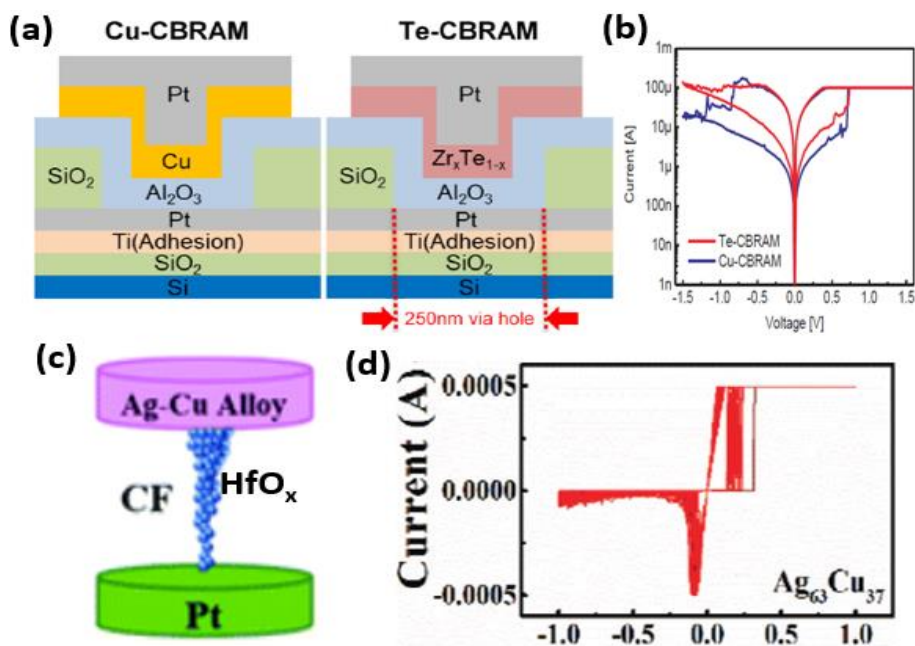 (a)
Cu-CBRAM
Te-CBRAM
Pt
Cu
SiO₂
Al₂O₃
Pt
Ti(Adhesion)
SiO₂
Si
Pt
ZrₓTe₁₋ₓ
SiO₂
Al₂O₃
Pt
Ti(Adhesion)
SiO₂
Si
250nm via hole
(b)
Current [A]
1m
100µ
10µ
1µ
100n
10n
1n
Te-CBRAM
Cu-CBRAM
-1.5 -1.0 -0.5 0.0 0.5 1.0 1.5
Voltage [V]
(c)
Ag-Cu Alloy
CF
HfOₓ
Pt
(d)
Current (A)
0.0005
0.0000
-0.0005
Ag₆₃Cu₃₇
-1.0 -0.5 0.0 0.5 1.0